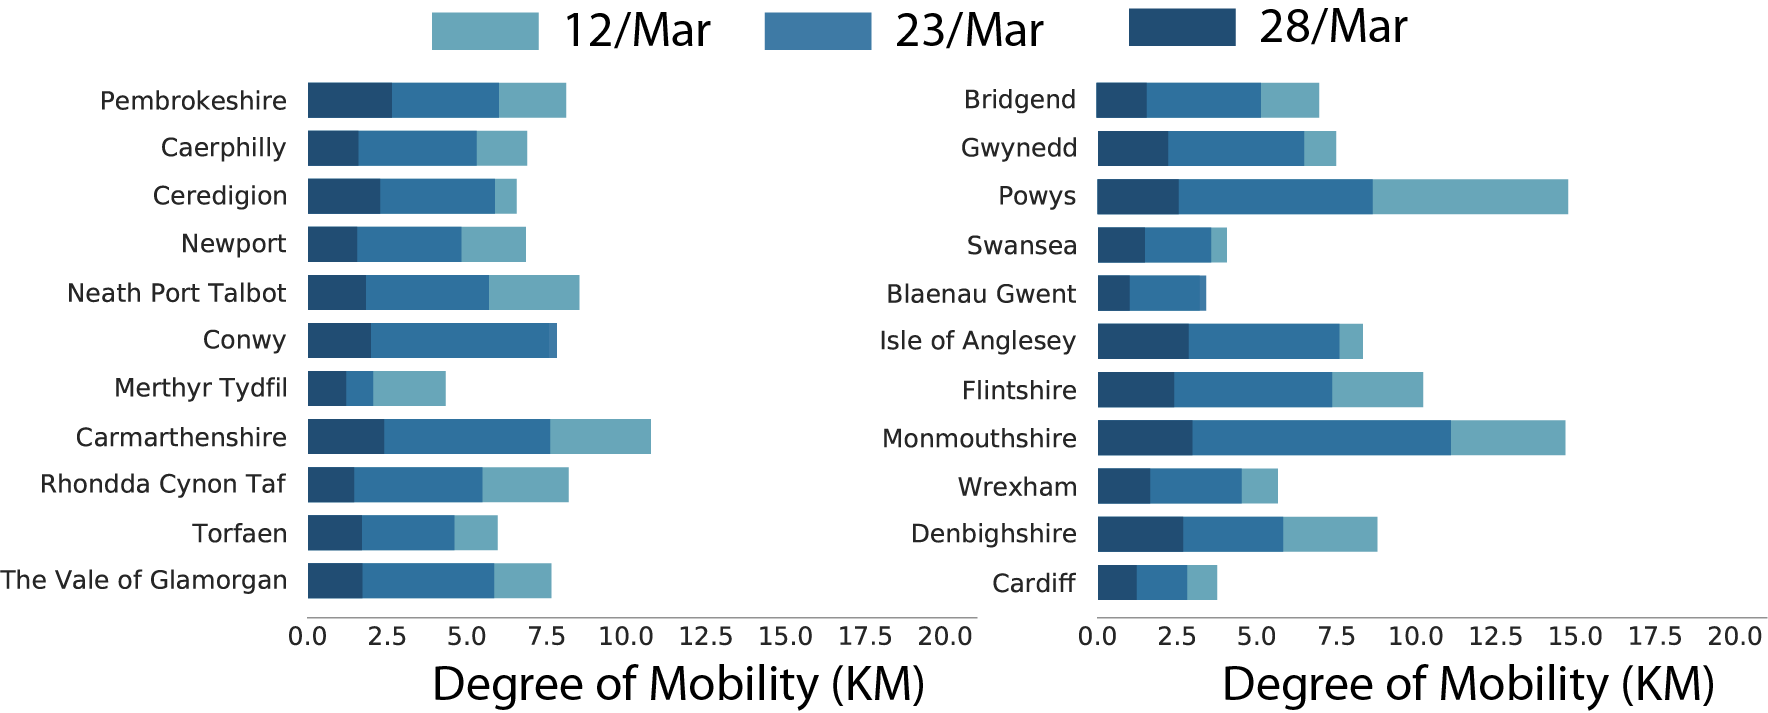 12/Mar 23/Mar 28/Mar
Pembrokeshire
Caerphilly
Ceredigion
Newport
Neath Port Talbot
Conwy
Merthyr Tydfil
Carmarthenshire
Rhondda Cynon Taf
Torfaen
The Vale of Glamorgan
0.0 2.5 5.0 7.5 10.0 12.5 15.0 17.5 20.0
Degree of Mobility (KM)
Bridgend
Gwynedd
Powys
Swansea
Blaenau Gwent
Isle of Anglesey
Flintshire
Monmouthshire
Wrexham
Denbighshire
Cardiff
0.0 2.5 5.0 7.5 10.0 12.5 15.0 17.5 20.0
Degree of Mobility (KM)